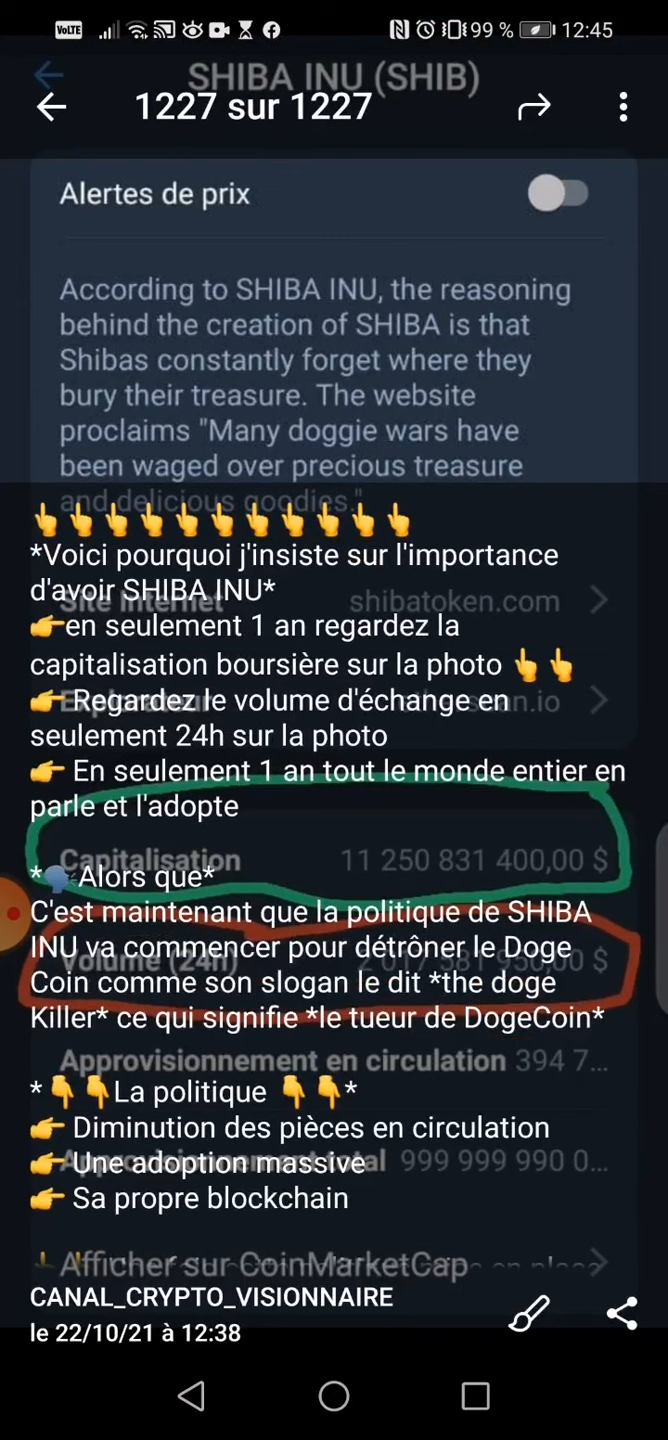 VoLTE 99 % 12:45
SHIBA INU (SHIB)
1227 sur 1227
Alertes de prix
According to SHIBA INU, the reasoning
behind the creation of SHIBA is that
Shibas constantly forget where they
bury their treasure. The website
proclaims "Many doggie wars have
been waged over precious treasure
and delicious goodies."
👆👆👆👆👆👆👆👆👆👆👆
*Voici pourquoi j'insiste sur l'importance
d'avoir SHIBA INU*
Site internet shibatoken.com
👉en seulement 1 an regardez la
capitalisation boursière sur la photo 👆👆
👉 Regardez le volume d'échange en
seulement 24h sur la photo
👉 En seulement 1 an tout le monde entier en
parle et l'adopte
Capitalisation 11 250 831 400,00 $
*🗣️Alors que*
C'est maintenant que la politique de SHIBA
INU va commencer pour détrôner le Doge
Volume (24h)
Coin comme son slogan le dit *the doge
Killer* ce qui signifie *le tueur de DogeCoin*
Approvisionnement en circulation 394 7...
*👇👇La politique 👇👇*
👉 Diminution des pièces en circulation
👉 Une adoption massive
Approvisionnement total 999 999 990 0...
👉 Sa propre blockchain
Afficher sur CoinMarketCap
CANAL_CRYPTO_VISIONNAIRE
le 22/10/21 à 12:38